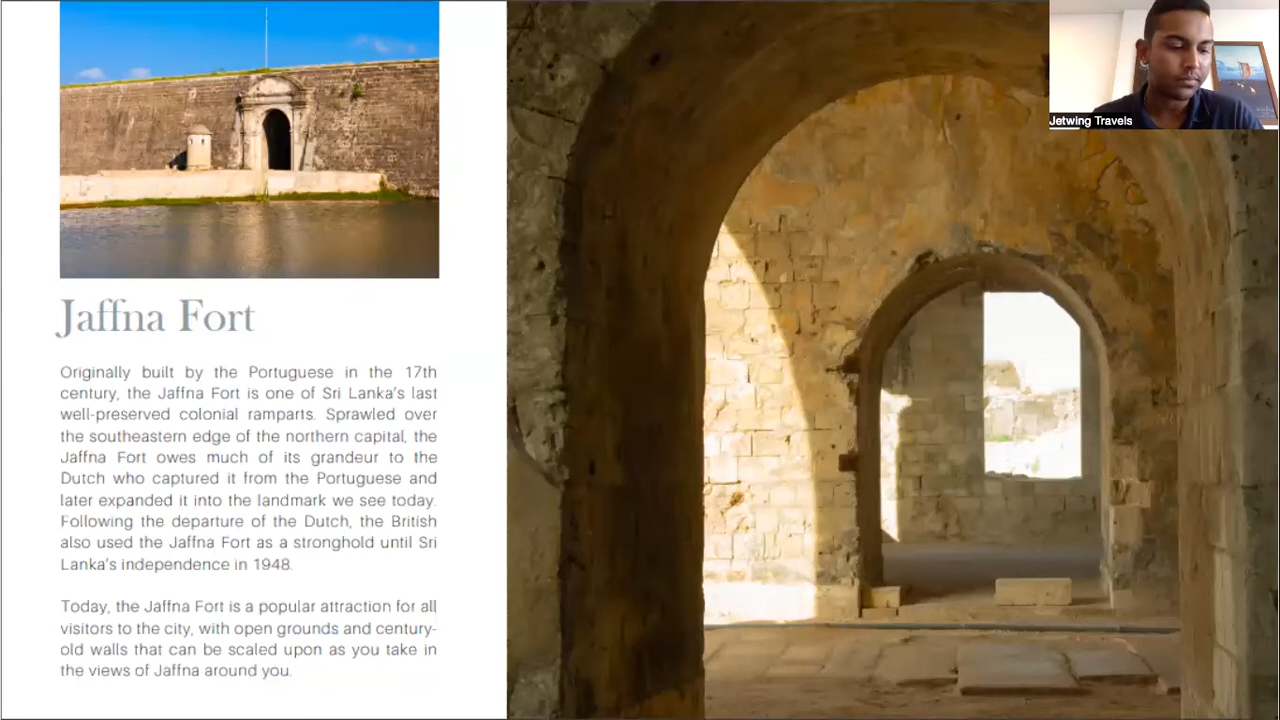 Jaffna Fort
Originally built by the Portuguese in the 17th
century, the Jaffna Fort is one of Sri Lanka's last
well-preserved colonial ramparts. Sprawled over
the southeastern edge of the northern capital, the
Jaffna Fort owes much of its grandeur to the
Dutch who captured it from the Portuguese and
later expanded it into the landmark we see today.
Following the departure of the Dutch, the British
also used the Jaffna Fort as a stronghold until Sri
Lanka's independence in 1948.
Today, the Jaffna Fort is a popular attraction for all
visitors to the city, with open grounds and century-
old walls that can be scaled upon as you take in
the views of Jaffna around you.
Jetwing Travels